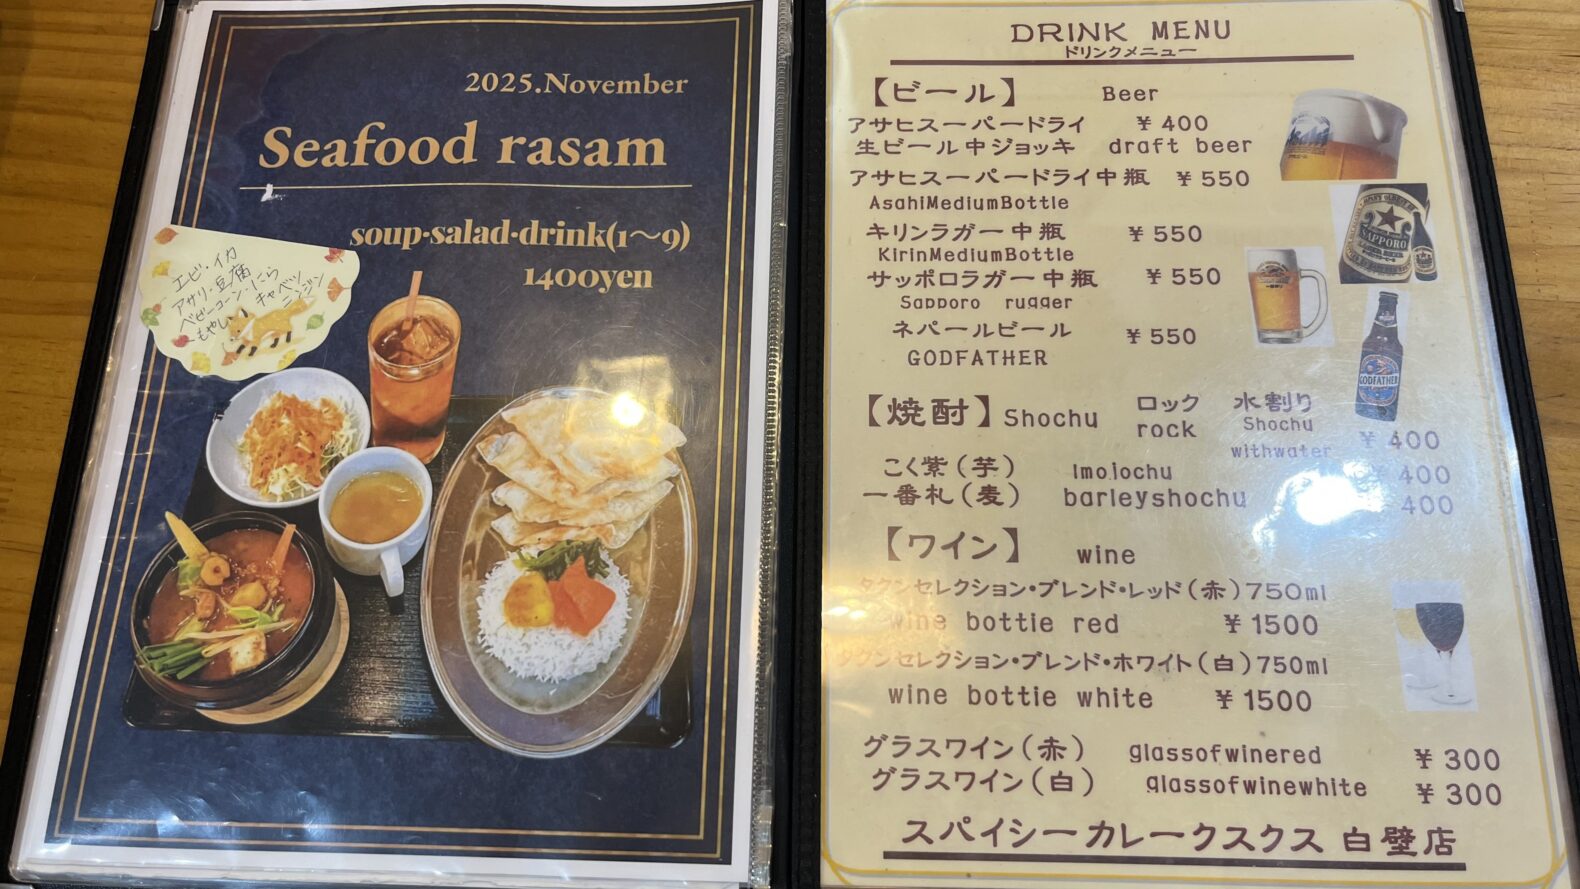 2025.November
Seafood rasam
soup・salad・drink(1〜9)
1400yen
エビ・イカ
アサリ・豆腐
ベビーコーン・にら
もやし キャベツ
ニンジン
DRINK MENU
ドリンクメニュー
【ビール】 Beer
アサヒスーパードライ ¥400
生ビール中ジョッキ draft beer
アサヒスーパードライ中瓶 ¥550
AsahiMediumBottle
キリンラガー中瓶 ¥550
KirinMediumBottle
サッポロラガー中瓶 ¥550
Sapporo rugger
ネパールビール ¥550
GODFATHER
SAPPORO
GODFATHER
【焼酎】Shochu ロック 水割り
rock Shochu
withwater ¥400
こく紫(芋) Imojochu 400
一番札(麦) barleyshochu 400
【ワイン】 wine
タクンセレクション・ブレンド・レッド(赤)750ml
wine bottie red ¥1500
タクンセレクション・ブレンド・ホワイト(白)750ml
wine bottie white ¥1500
グラスワイン(赤) glassofwinered ¥300
グラスワイン(白) glassofwinewhite ¥300
スパイシーカレークスクス 白壁店